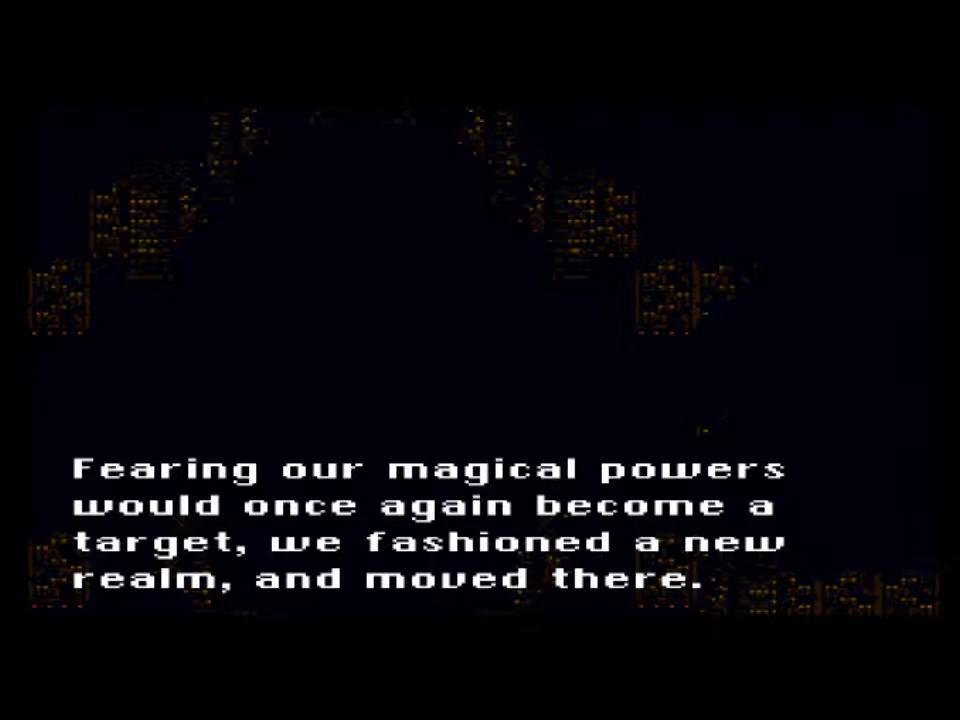 Fearing our magical powers
would once again become a
target, we fashioned a new
realm, and moved there.